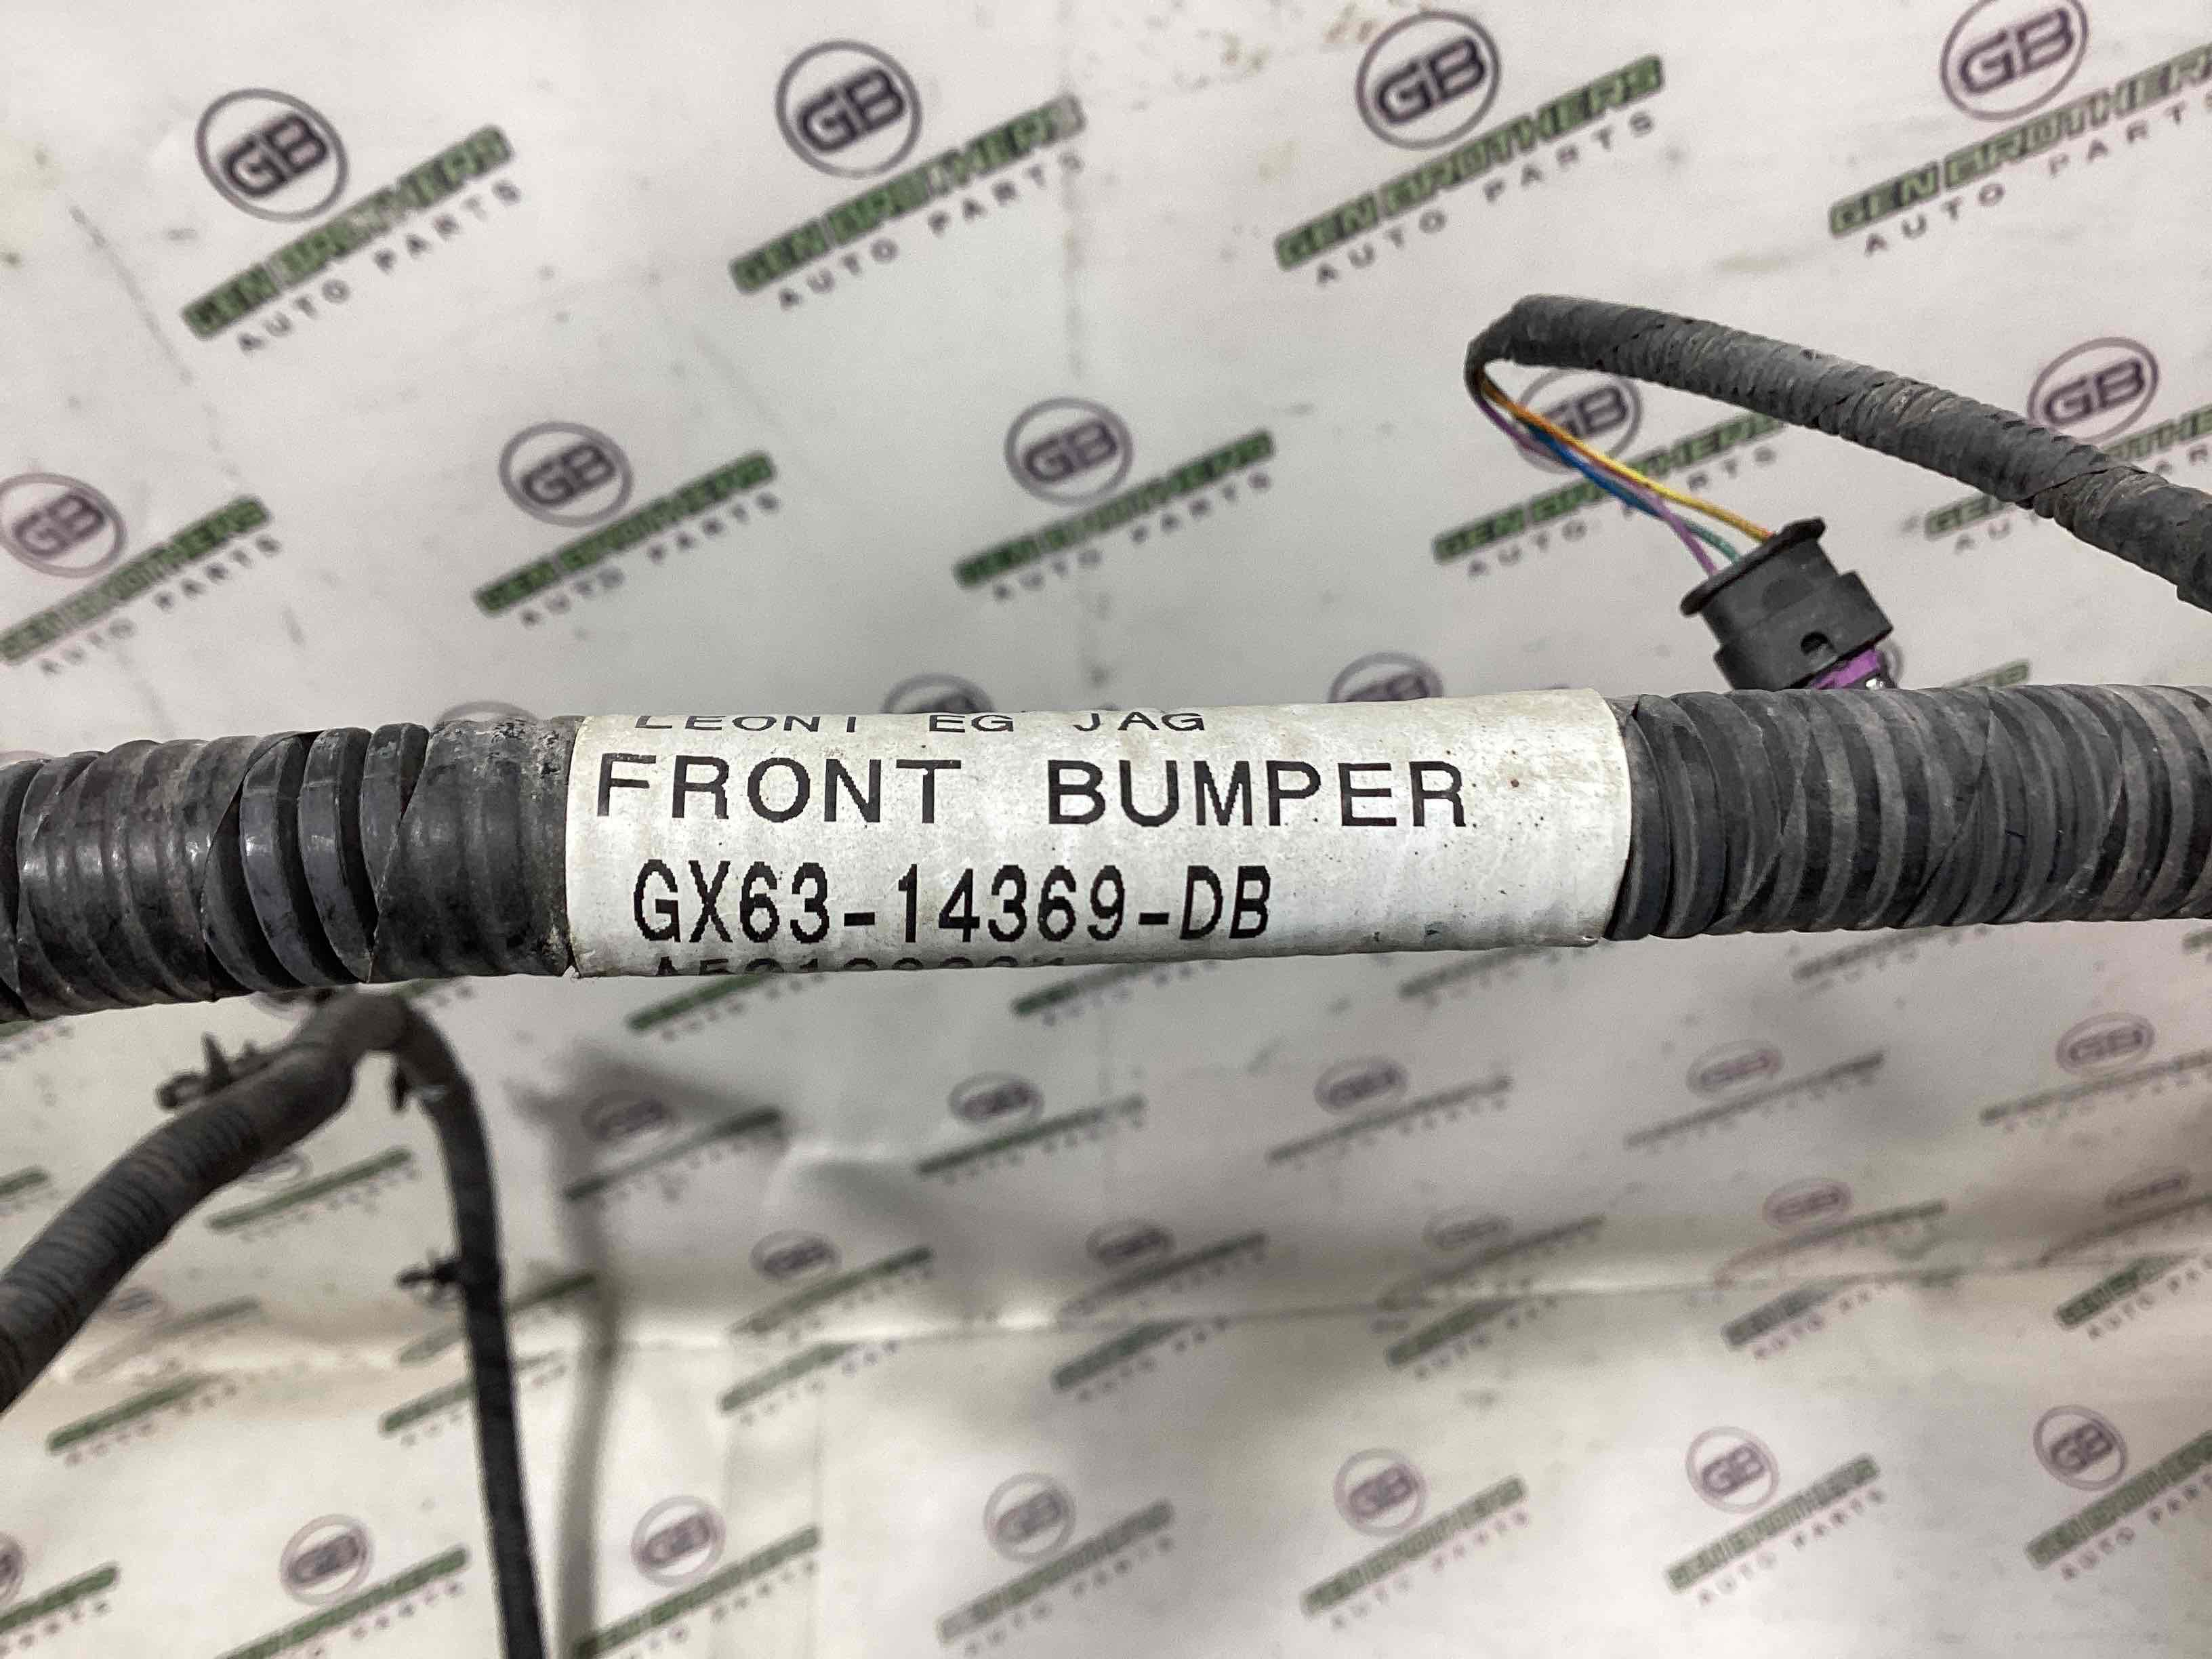 GB
GEN BROTHERS
AUTO PARTS
LEONI EG JAG
FRONT BUMPER
GX63-14369-DB